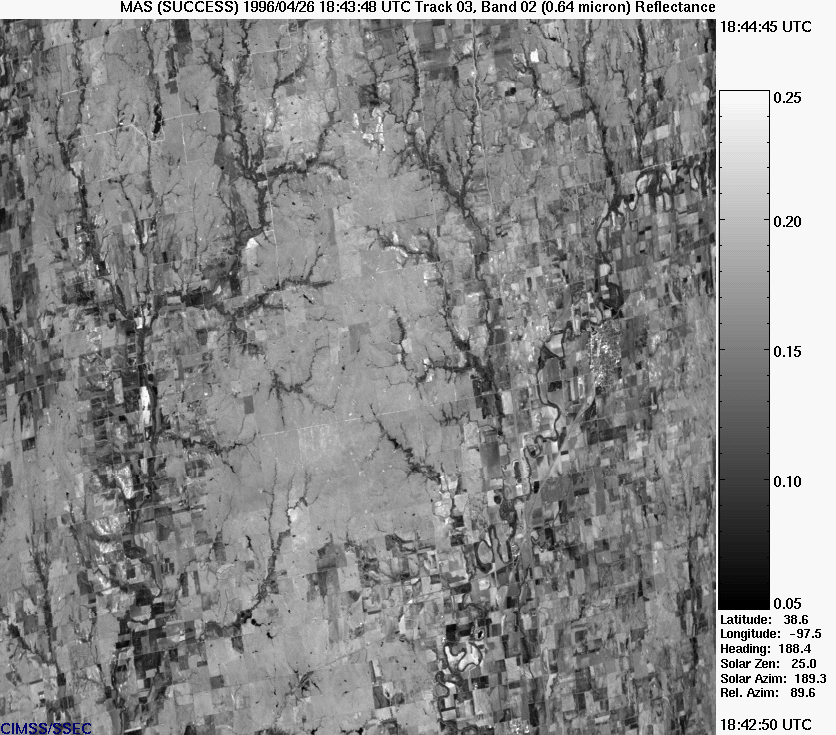 MAS (SUCCESS) 1996/04/26 18:43:48 UTC Track 03, Band 02 (0.64 micron) Reflectance
18:44:45 UTC
0.25
0.20
0.15
0.10
0.05
Latitude: 38.6
Longitude: -97.5
Heading: 188.4
Solar Zen: 25.0
Solar Azim: 189.3
Rel. Azim: 89.6
18:42:50 UTC
CIMSS/SSEC